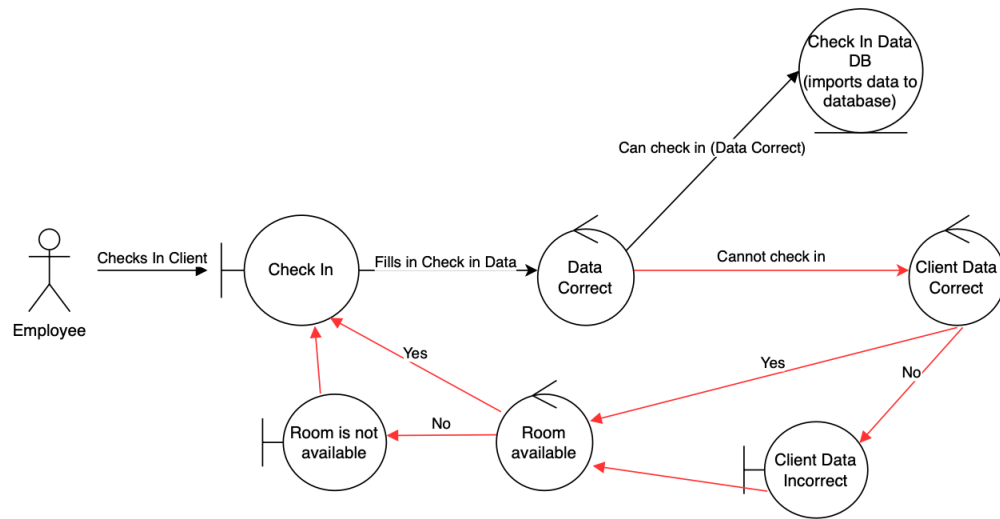 Check In Data
DB
(imports data to
database)
Can check in (Data Correct)
Checks In Client
Check In
Fills in Check in Data
Data
Correct
Cannot check in
Client Data
Correct
Employee
Yes
Yes
No
Room is not
available
No
Room
available
Client Data
Incorrect